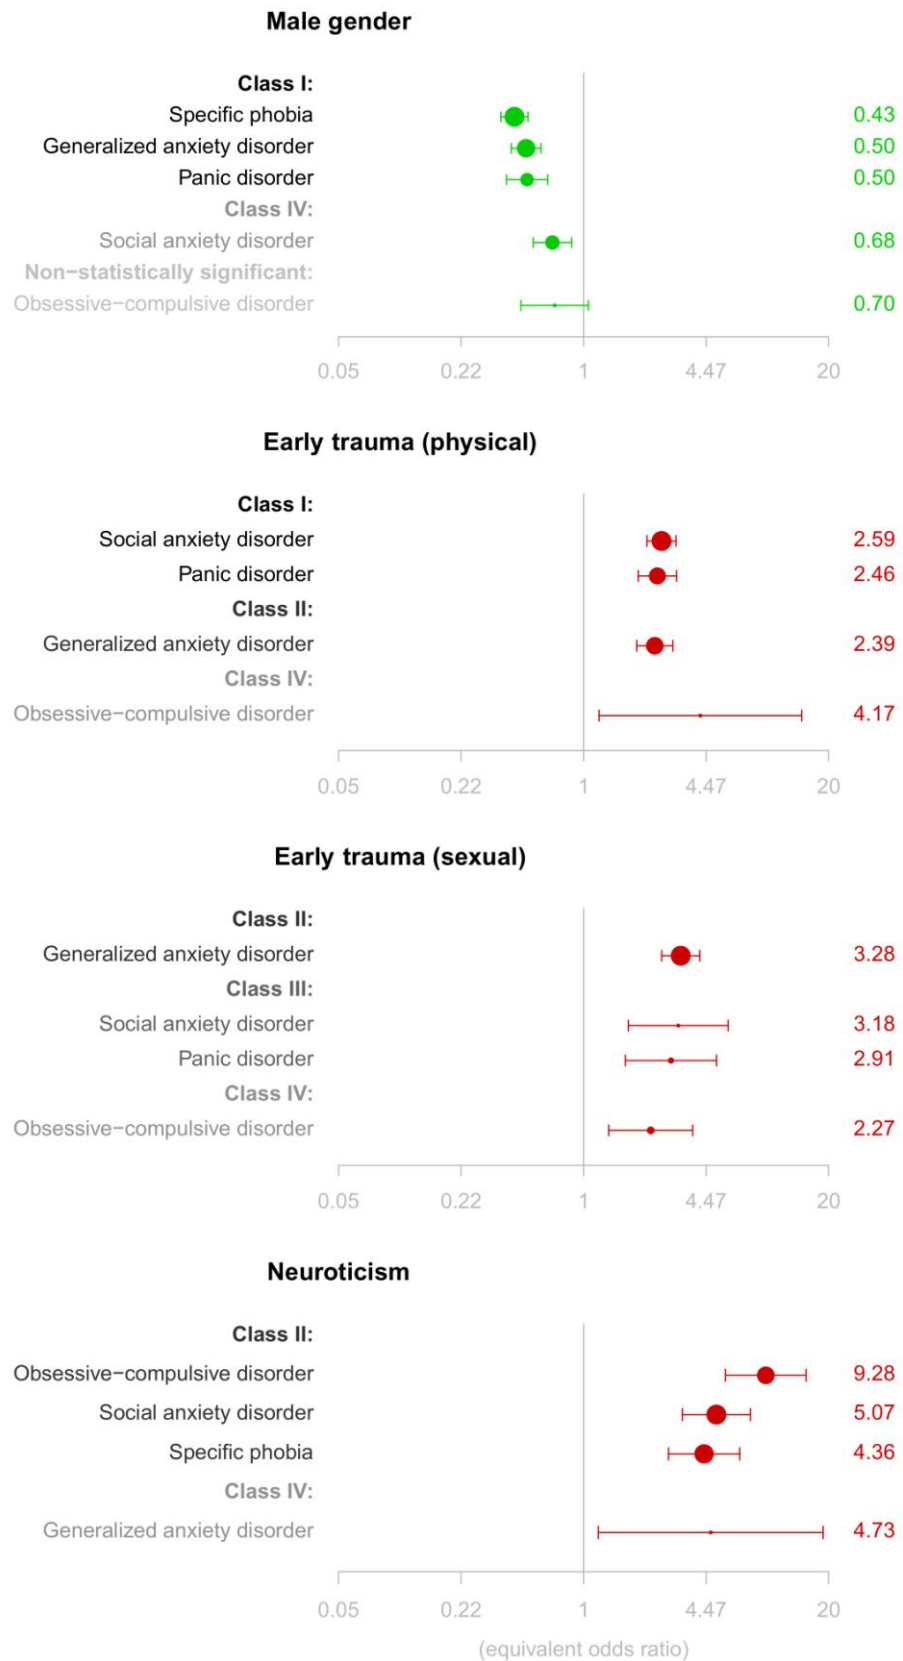 Male gender
Class I:
Specific phobia 0.43
Generalized anxiety disorder 0.50
Panic disorder 0.50
Class IV:
Social anxiety disorder 0.68
Non−statistically significant:
Obsessive−compulsive disorder 0.70
0.05 0.22 1 4.47 20
Early trauma (physical)
Class I:
Social anxiety disorder 2.59
Panic disorder 2.46
Class II:
Generalized anxiety disorder 2.39
Class IV:
Obsessive−compulsive disorder 4.17
0.05 0.22 1 4.47 20
Early trauma (sexual)
Class II:
Generalized anxiety disorder 3.28
Class III:
Social anxiety disorder 3.18
Panic disorder 2.91
Class IV:
Obsessive−compulsive disorder 2.27
0.05 0.22 1 4.47 20
Neuroticism
Class II:
Obsessive−compulsive disorder 9.28
Social anxiety disorder 5.07
Specific phobia 4.36
Class IV:
Generalized anxiety disorder 4.73
0.05 0.22 1 4.47 20
(equivalent odds ratio)